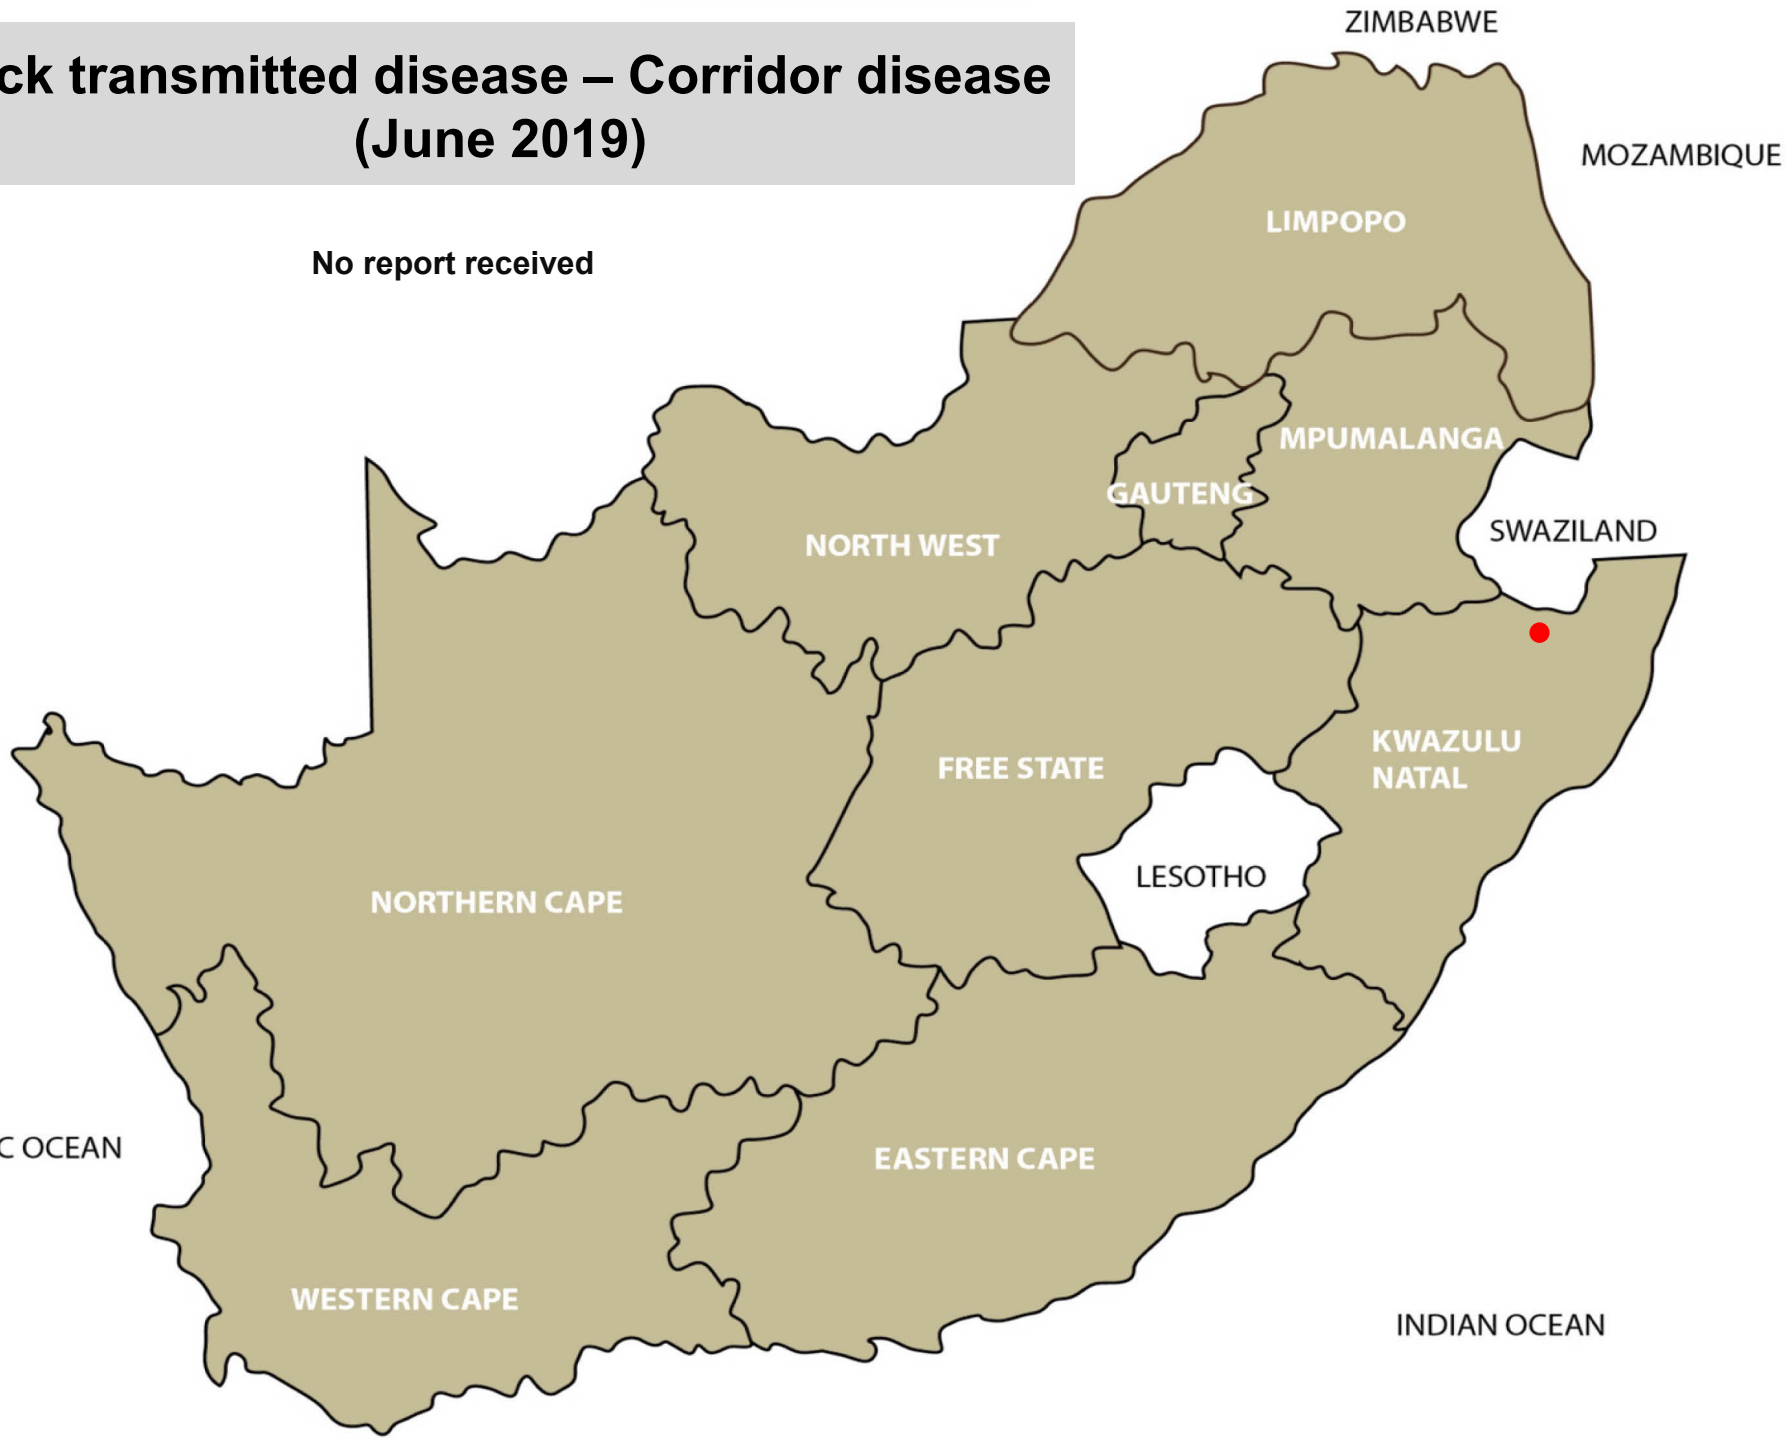 ck transmitted disease – Corridor disease
(June 2019)
ZIMBABWE
MOZAMBIQUE
LIMPOPO
No report received
MPUMALANGA
GAUTENG
SWAZILAND
NORTH WEST
KWAZULU
NATAL
FREE STATE
LESOTHO
NORTHERN CAPE
C OCEAN
EASTERN CAPE
WESTERN CAPE
INDIAN OCEAN